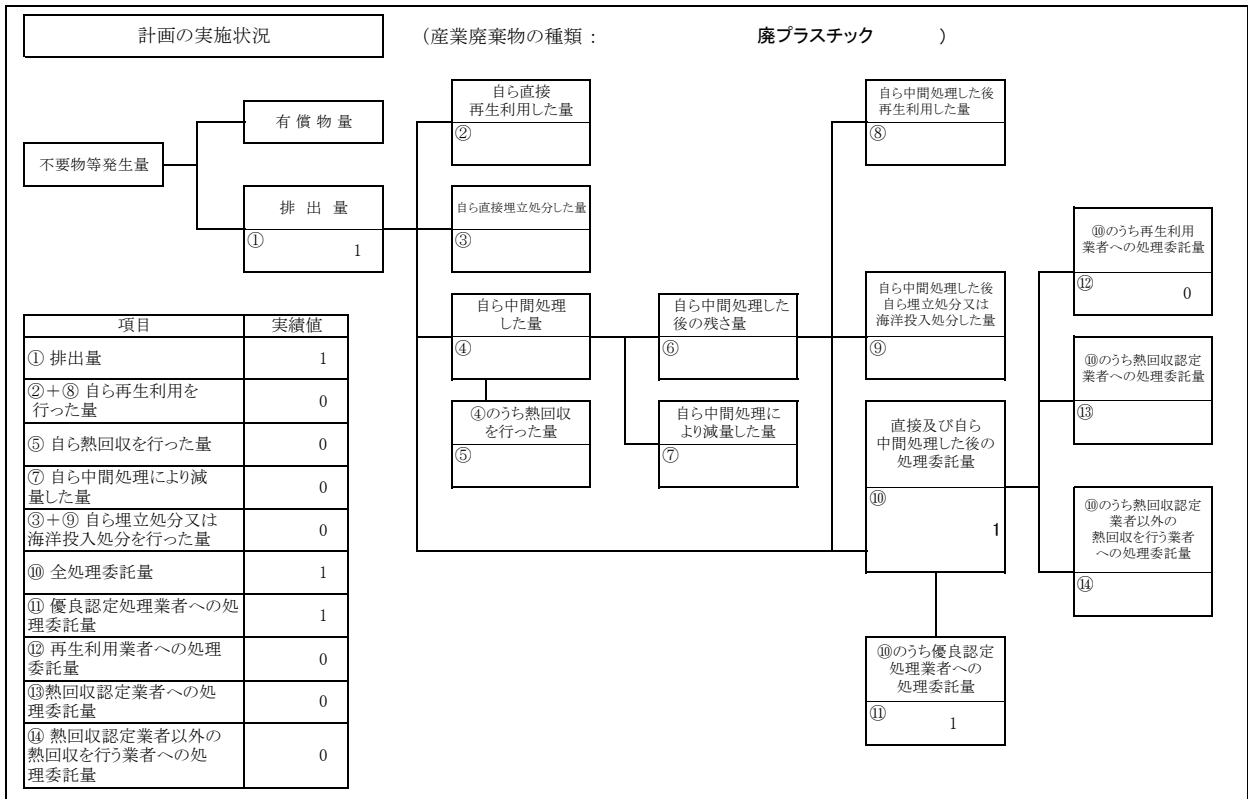 計画の実施状況
（産業廃棄物の種類： 廃プラスチック ）
不要物等発生量
有償物量
排出量
① 1
自ら直接
再生利用した量
②
自ら直接埋立処分した量
③
自ら中間処理
した量
④
④のうち熱回収
を行った量
⑤
自ら中間処理した
後の残さ量
⑥
自ら中間処理に
より減量した量
⑦
自ら中間処理した後
再生利用した量
⑧
自ら中間処理した後
自ら埋立処分又は
海洋投入処分した量
⑨
直接及び自ら
中間処理した後の
処理委託量
⑩
1
⑩のうち優良認定
処理業者への
処理委託量
⑪ 1
⑩のうち再生利用
業者への処理委託量
⑫ 0
⑩のうち熱回収認定
業者への処理委託量
⑬
⑩のうち熱回収認定
業者以外の
熱回収を行う業者
への処理委託量
⑭
項目 実績値
① 排出量 1
②＋⑧ 自ら再生利用を
行った量 0
⑤ 自ら熱回収を行った量 0
⑦ 自ら中間処理により減
量した量 0
③＋⑨ 自ら埋立処分又は
海洋投入処分を行った量 0
⑩ 全処理委託量 1
⑪ 優良認定処理業者への処
理委託量 1
⑫ 再生利用業者への処理
委託量 0
⑬熱回収認定業者への処
理委託量 0
⑭ 熱回収認定業者以外の
熱回収を行う業者への処
理委託量 0